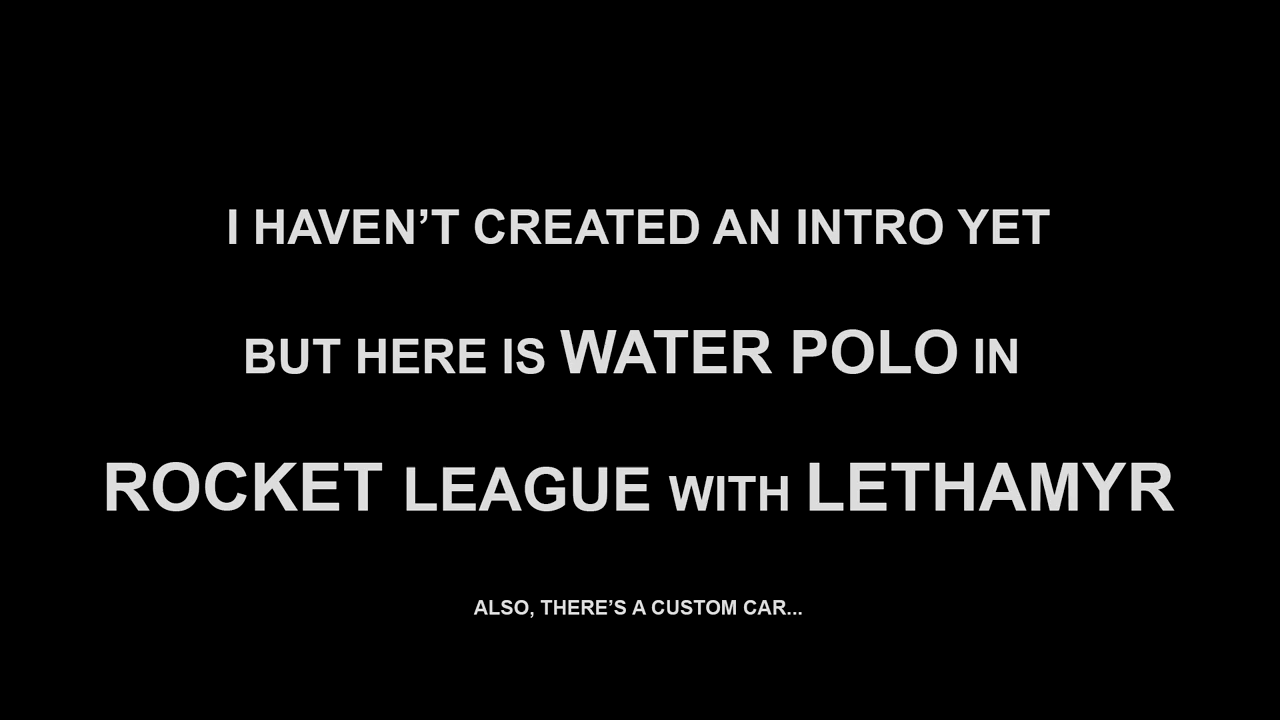 I HAVEN’T CREATED AN INTRO YET
BUT HERE IS WATER POLO IN
ROCKET LEAGUE WITH LETHAMYR
ALSO, THERE’S A CUSTOM CAR...